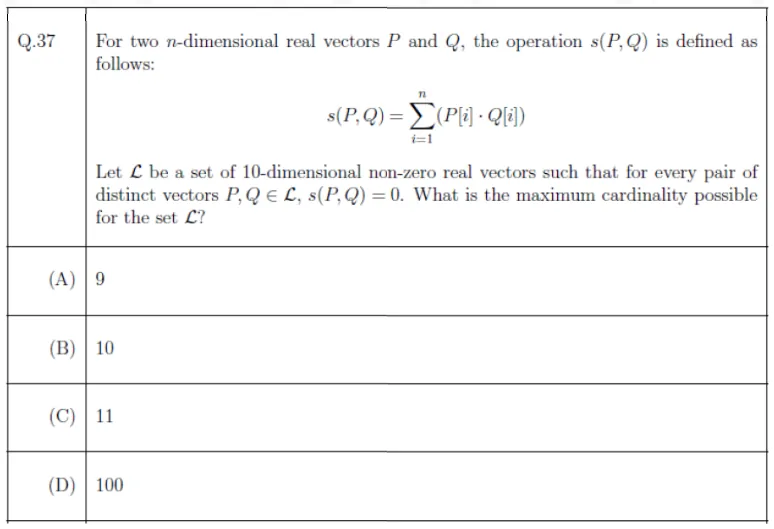 Q.37 For two n-dimensional real vectors P and Q, the operation s(P, Q) is defined as
follows:
s(P, Q) = \sum_{i=1}^{n} (P[i] · Q[i])
Let ℒ be a set of 10-dimensional non-zero real vectors such that for every pair of
distinct vectors P, Q ∈ ℒ, s(P, Q) = 0. What is the maximum cardinality possible
for the set ℒ?
(A) 9
(B) 10
(C) 11
(D) 100